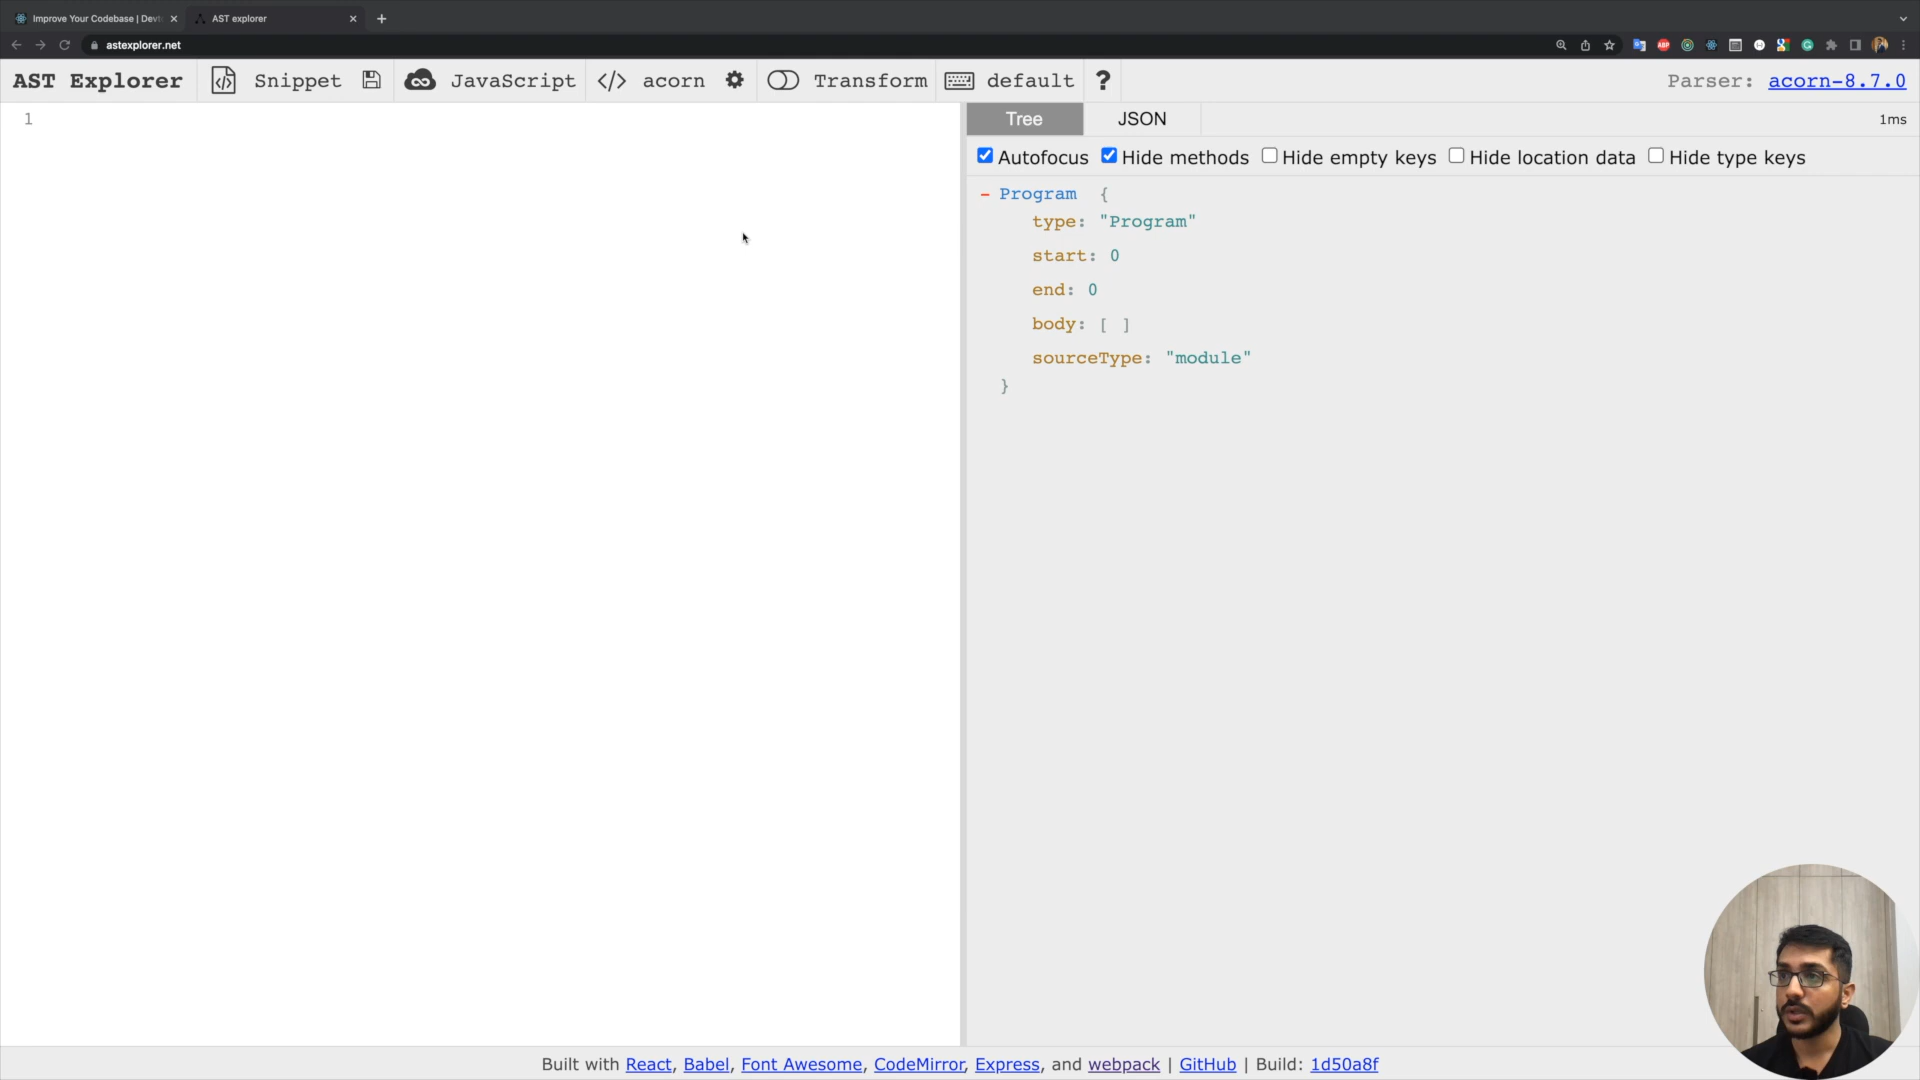 Improve Your Codebase | Devt
AST explorer
astexplorer.net
AST Explorer Snippet JavaScript </> acorn Transform default ? Parser: acorn-8.7.0
1
Tree JSON 1ms
Autofocus Hide methods Hide empty keys Hide location data Hide type keys
- Program {
type: "Program"
start: 0
end: 0
body: [ ]
sourceType: "module"
}
Built with React, Babel, Font Awesome, CodeMirror, Express, and webpack | GitHub | Build: 1d50a8f